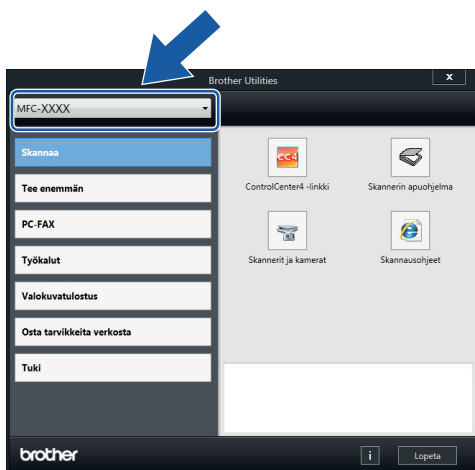 Brother Utilities
x
MFC-XXXX
Skannaa
Tee enemmän
PC-FAX
Työkalut
Valokuvatulostus
Osta tarvikkeita verkosta
Tuki
cc4
ControlCenter4 -linkki
Skannerin apuohjelma
Skannerit ja kamerat
Skannausohjeet
brother
i
Lopeta